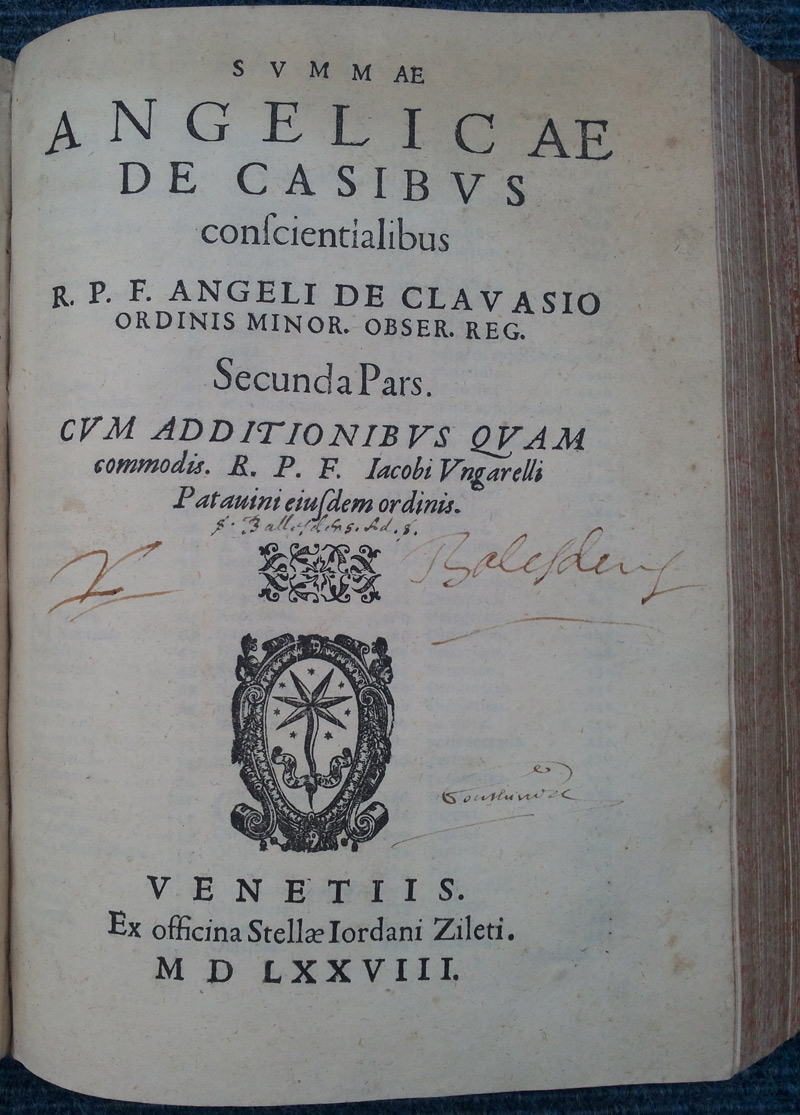 SVMMAE
ANGELICAE
DE CASIBVS
conſcientialibus
R. P. F. ANGELI DE CLAVASIO
ORDINIS MINOR. OBSER. REG.
Secunda Pars.
CVM ADDITIONIBVS QVAM
commodis. R. P. F. Iacobi Vngarelli
Patauini eiuſdem ordinis.
Baleſdens
VENETIIS.
Ex officina Stellæ Iordani Zileti.
M D LXXVIII.